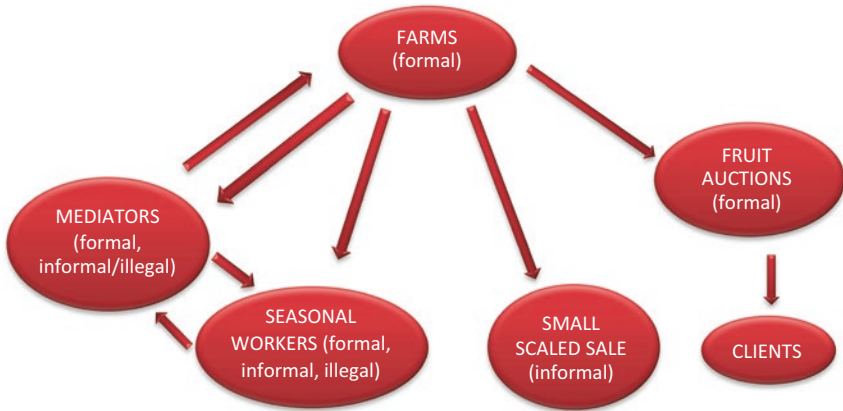 FARMS
(formal)
FRUIT
AUCTIONS
(formal)
MEDIATORS
(formal,
informal/illegal)
SEASONAL
WORKERS (formal,
informal, illegal)
SMALL
SCALED SALE
(informal)
CLIENTS